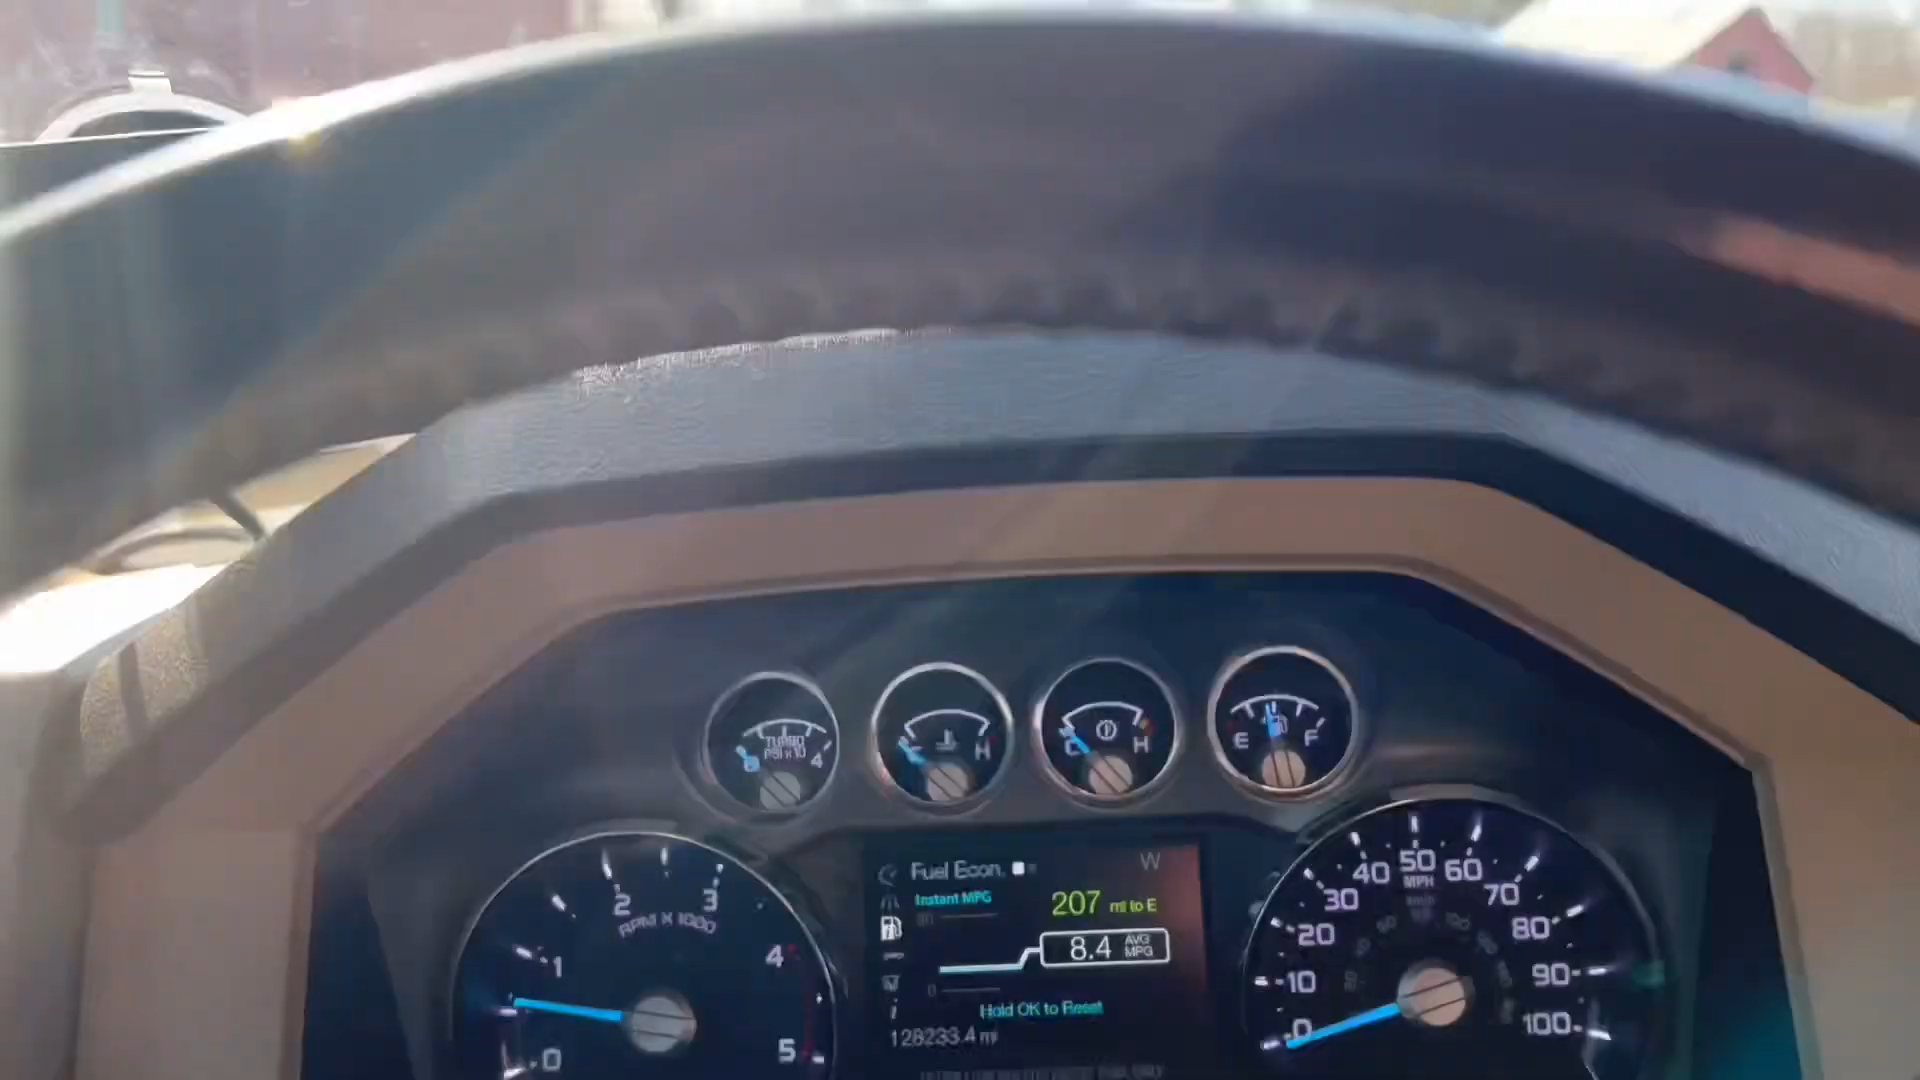 TURBO
PSI x 10
4
H
C H
E F
Fuel Econ. W
Instant MPG
207 mi to E
8.4 AVG MPG
0
Hold OK to Reset
128233.4 mi
0 1 2 3 4 5
RPM X 1000
0 10 20 30 40 50 60 70 80 90 100
MPH